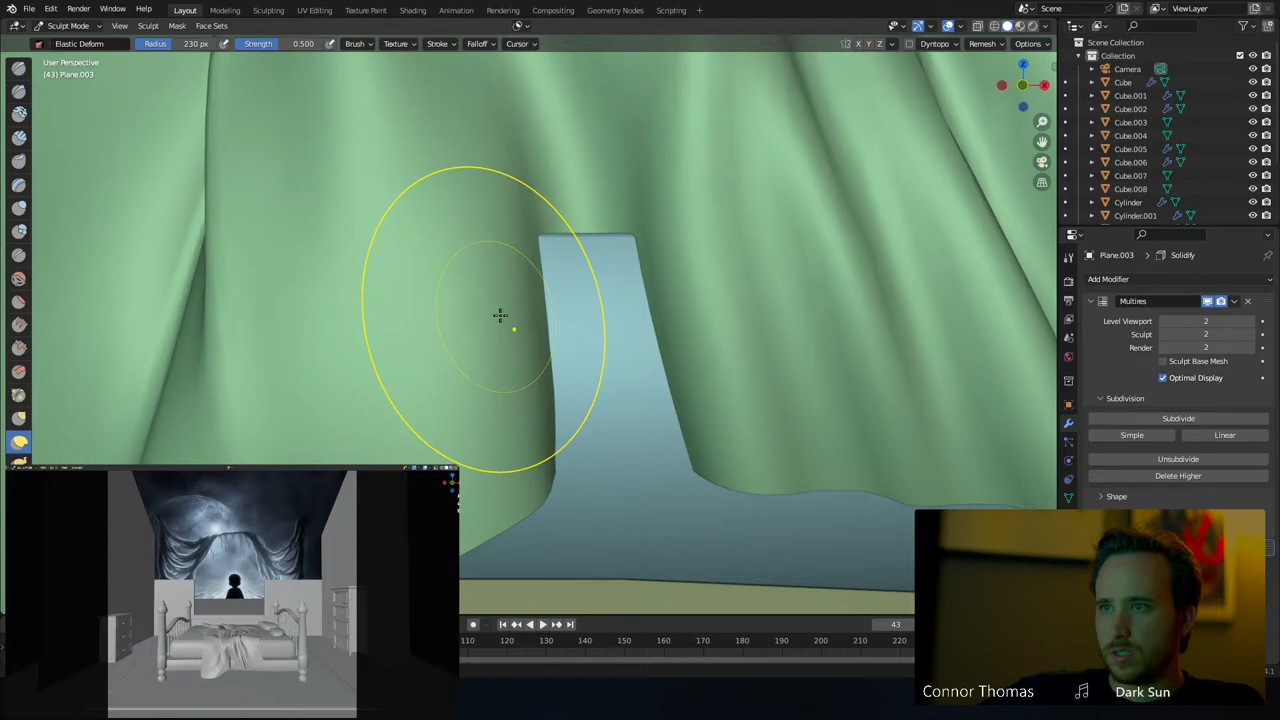 File Edit Render Window Help Layout Modeling Sculpting UV Editing Texture Paint Shading Animation Rendering Compositing Geometry Nodes Scripting Scene ViewLayer
Sculpt Mode View Sculpt Mask Face Sets
Elastic Deform Radius 230 px Strength 0.500 Brush Texture Stroke Falloff Cursor X Y Z Dyntopo Remesh Options
User Perspective
(43) Plane.003
Z
X
Scene Collection
Collection
Camera
Cube
Cube.001
Cube.002
Cube.003
Cube.004
Cube.005
Cube.006
Cube.007
Cube.008
Cylinder
Cylinder.001
Plane.003 Solidify
Add Modifier
Multires
Level Viewport 2
Sculpt 2
Render 2
Sculpt Base Mesh
Optimal Display
Subdivision
Subdivide
Simple Linear
Unsubdivide
Delete Higher
Shape
43
110 120 130 140 150 160 170 180 190 200 210 220
Connor Thomas Dark Sun